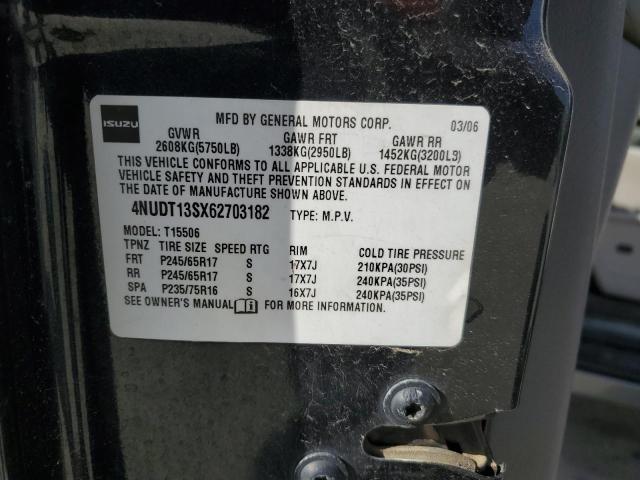 ISUZU
MFD BY GENERAL MOTORS CORP. 03/06
GVWR GAWR FRT GAWR RR
2608KG(5750LB) 1338KG(2950LB) 1452KG(3200LB)
THIS VEHICLE CONFORMS TO ALL APPLICABLE U.S. FEDERAL MOTOR
VEHICLE SAFETY AND THEFT PREVENTION STANDARDS IN EFFECT ON
THE DATE OF MANUFACTURE SHOWN ABOVE.
4NUDT13SX62703182 TYPE: M.P.V.
MODEL: T15506
TPNZ TIRE SIZE SPEED RTG RIM COLD TIRE PRESSURE
FRT P245/65R17 S 17X7J 210KPA(30PSI)
RR P245/65R17 S 17X7J 240KPA(35PSI)
SPA P235/75R16 S 16X7J 240KPA(35PSI)
SEE OWNER'S MANUAL FOR MORE INFORMATION.